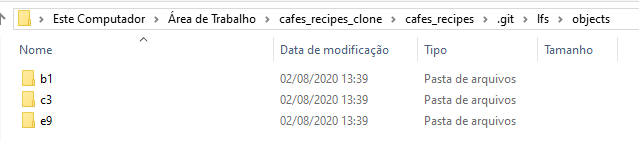 Este Computador > Área de Trabalho > cafes_recipes_clone > cafes_recipes > .git > lfs > objects
Nome Data de modificação Tipo Tamanho
b1 02/08/2020 13:39 Pasta de arquivos
c3 02/08/2020 13:39 Pasta de arquivos
e9 02/08/2020 13:39 Pasta de arquivos